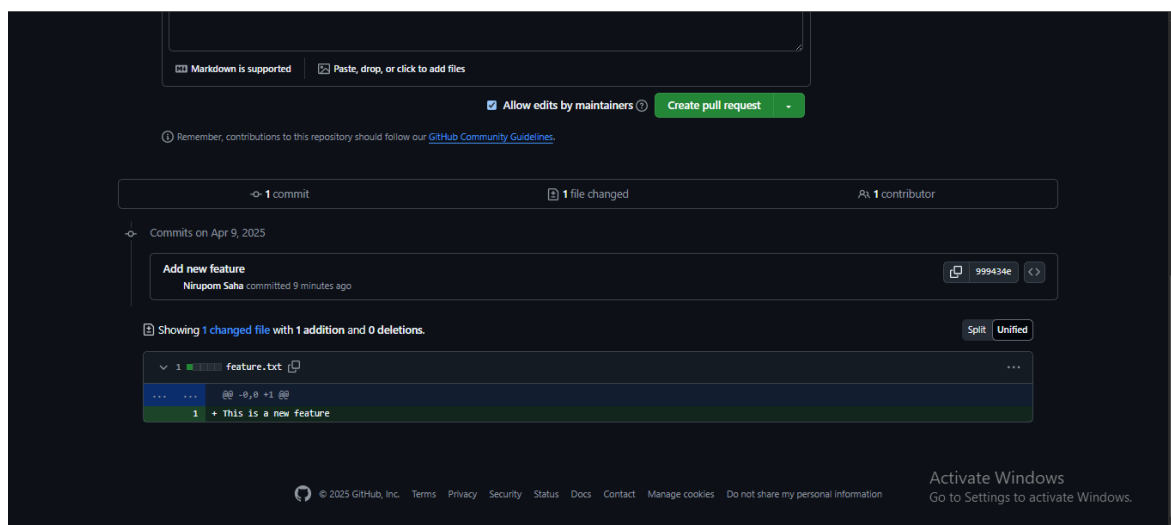 Markdown is supported Paste, drop, or click to add files
Allow edits by maintainers Create pull request
Remember, contributions to this repository should follow our GitHub Community Guidelines.
1 commit 1 file changed 1 contributor
Commits on Apr 9, 2025
Add new feature
999434e
Nirupom Saha committed 9 minutes ago
Showing 1 changed file with 1 addition and 0 deletions.
Split Unified
1 feature.txt
@@ -0,0 +1 @@
1 + This is a new feature
Activate Windows
Go to Settings to activate Windows.
© 2025 GitHub, Inc. Terms Privacy Security Status Docs Contact Manage cookies Do not share my personal information